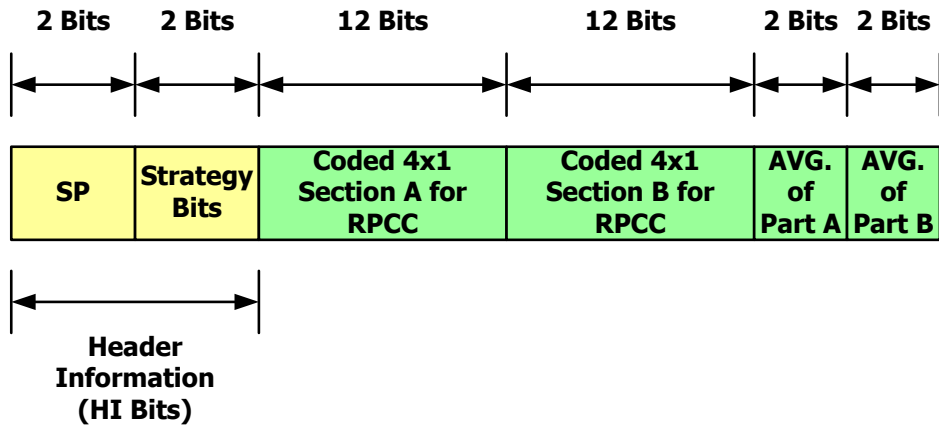 2 Bits 2 Bits 12 Bits 12 Bits 2 Bits 2 Bits
SP
Strategy
Bits
Coded 4x1
Section A for
RPCC
Coded 4x1
Section B for
RPCC
AVG.
of
Part A
AVG.
of
Part B
Header
Information
(HI Bits)